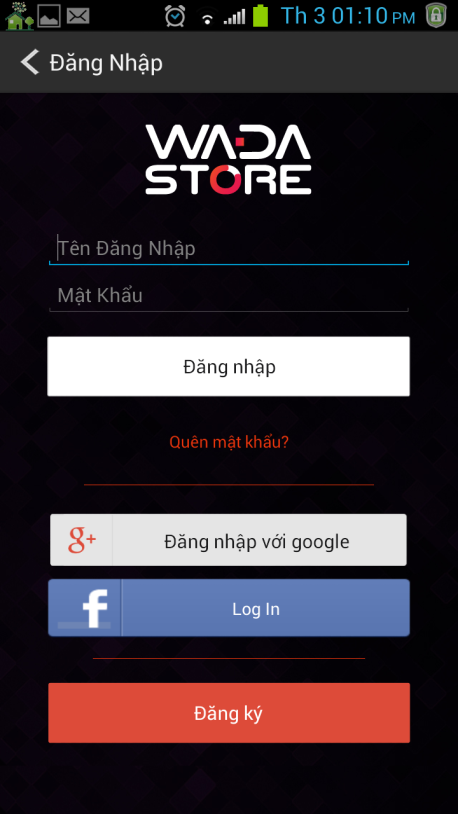 Th 3 01:10 PM
Đăng Nhập
WADA
STORE
Tên Đăng Nhập
Mật Khẩu
Đăng nhập
Quên mật khẩu?
g+ Đăng nhập với google
f Log In
Đăng ký